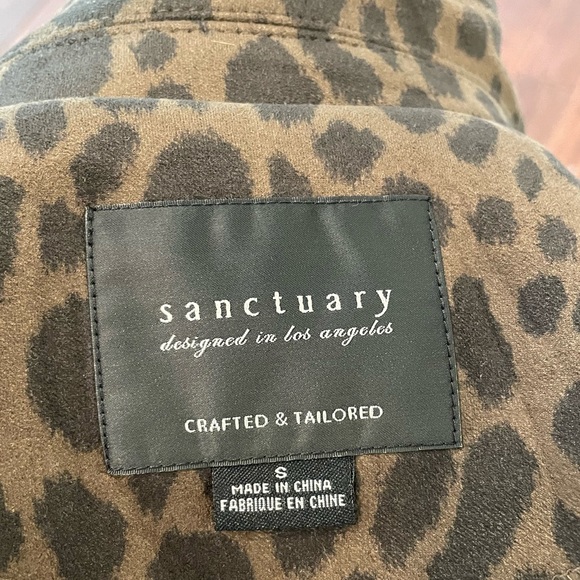 sanctuary
designed in los angeles
CRAFTED & TAILORED
S
MADE IN CHINA
FABRIQUE EN CHINE